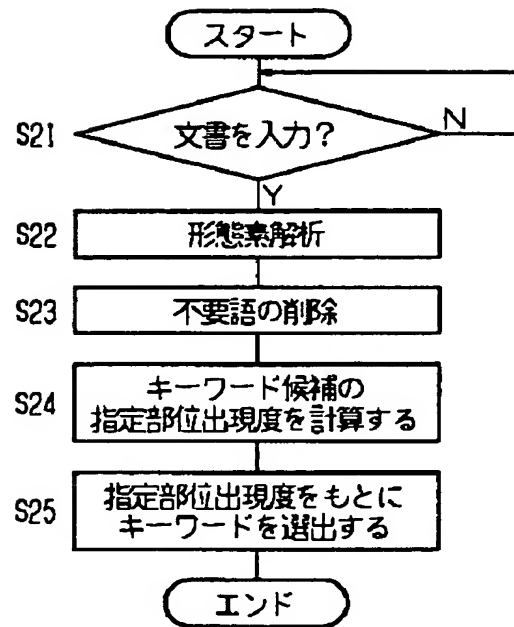 スタート
S21
文書を入力?
N
Y
S22
形態素解析
S23
不要語の削除
S24
キーワード候補の
指定部位出現度を計算する
S25
指定部位出現度をもとに
キーワードを選出する
エンド